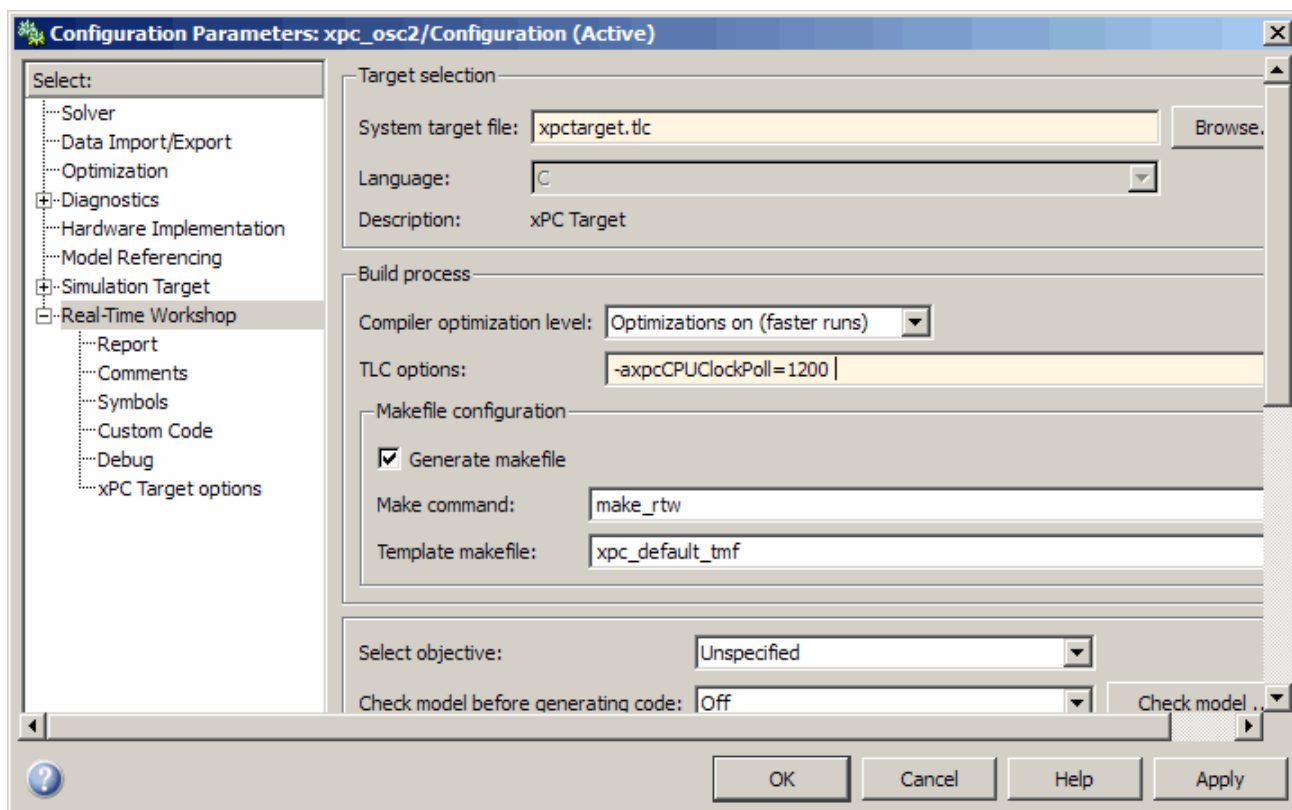 Configuration Parameters: xpc_osc2/Configuration (Active)
Select:
Solver
Data Import/Export
Optimization
Diagnostics
Hardware Implementation
Model Referencing
Simulation Target
Real-Time Workshop
Report
Comments
Symbols
Custom Code
Debug
xPC Target options
Target selection
System target file: xpctarget.tlc Browse.
Language: C
Description: xPC Target
Build process
Compiler optimization level: Optimizations on (faster runs)
TLC options: -axpcCPUClockPoll=1200
Makefile configuration
Generate makefile
Make command: make_rtw
Template makefile: xpc_default_tmf
Select objective: Unspecified
Check model before generating code: Off Check model ..
? OK Cancel Help Apply